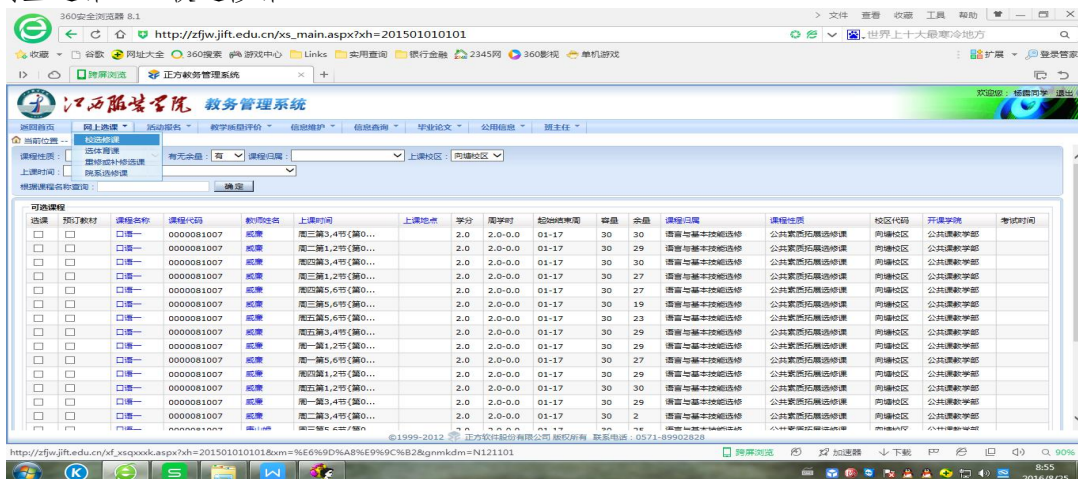 360安全浏览器 8.1
文件 查看 收藏 工具 帮助
http://zfjw.jift.edu.cn/xs_main.aspx?xh=201501010101
世界上十大最寒冷地方
收藏 谷歌 网址大全 360搜索 游戏中心 Links 实用查询 银行金融 2345网 360影视 单机游戏 扩展 登录管家
跨屏浏览 正方教务管理系统
江西服装学院 教务管理系统
欢迎您：杨露同学 退出
返回首页 网上选课 活动报名 教学质量评价 信息维护 信息查询 毕业论文 公用信息 班主任
当前位置 -- 校选修课
选体育课
重修或补修选课
院系选修课
课程性质： 有无余量：有 课程归属： 上课校区：向塘校区
上课时间：
根据课程名称查询： 确定
可选课程
选课 预订教材 课程名称 课程代码 教师姓名 上课时间 上课地点 学分 周学时 起始结束周 容量 余量 课程归属 课程性质 校区代码 开课学院 考试时间
口语一 0000081007 威廉 周三第3,4节{第0... 2.0 2.0-0.0 01-17 30 30 语言与基本技能选修 公共素质拓展选修课 向塘校区 公共课教学部
口语一 0000081007 威廉 周二第1,2节{第0... 2.0 2.0-0.0 01-17 30 29 语言与基本技能选修 公共素质拓展选修课 向塘校区 公共课教学部
口语一 0000081007 威廉 周四第3,4节{第0... 2.0 2.0-0.0 01-17 30 30 语言与基本技能选修 公共素质拓展选修课 向塘校区 公共课教学部
口语一 0000081007 威廉 周三第1,2节{第0... 2.0 2.0-0.0 01-17 30 27 语言与基本技能选修 公共素质拓展选修课 向塘校区 公共课教学部
口语一 0000081007 威廉 周四第5,6节{第0... 2.0 2.0-0.0 01-17 30 27 语言与基本技能选修 公共素质拓展选修课 向塘校区 公共课教学部
口语一 0000081007 威廉 周三第5,6节{第0... 2.0 2.0-0.0 01-17 30 19 语言与基本技能选修 公共素质拓展选修课 向塘校区 公共课教学部
口语一 0000081007 威廉 周五第5,6节{第0... 2.0 2.0-0.0 01-17 30 23 语言与基本技能选修 公共素质拓展选修课 向塘校区 公共课教学部
口语一 0000081007 威廉 周五第3,4节{第0... 2.0 2.0-0.0 01-17 30 29 语言与基本技能选修 公共素质拓展选修课 向塘校区 公共课教学部
口语一 0000081007 威廉 周一第1,2节{第0... 2.0 2.0-0.0 01-17 30 29 语言与基本技能选修 公共素质拓展选修课 向塘校区 公共课教学部
口语一 0000081007 威廉 周一第5,6节{第0... 2.0 2.0-0.0 01-17 30 27 语言与基本技能选修 公共素质拓展选修课 向塘校区 公共课教学部
口语一 0000081007 威廉 周四第1,2节{第0... 2.0 2.0-0.0 01-17 30 29 语言与基本技能选修 公共素质拓展选修课 向塘校区 公共课教学部
口语一 0000081007 威廉 周五第1,2节{第0... 2.0 2.0-0.0 01-17 30 30 语言与基本技能选修 公共素质拓展选修课 向塘校区 公共课教学部
口语一 0000081007 威廉 周一第3,4节{第0... 2.0 2.0-0.0 01-17 30 29 语言与基本技能选修 公共素质拓展选修课 向塘校区 公共课教学部
口语一 0000081007 威廉 周二第3,4节{第0... 2.0 2.0-0.0 01-17 30 2 语言与基本技能选修 公共素质拓展选修课 向塘校区 公共课教学部
©1999-2012 正方软件股份有限公司 版权所有 联系电话：0571-89902828
http://zfjw.jift.edu.cn/xf_xsqxxxk.aspx?xh=201501010101&xm=%E6%9D%A8%E9%9C%B2&gnmkdm=N121101
跨屏浏览 加速器 下载 90%
8:55
2016/8/25